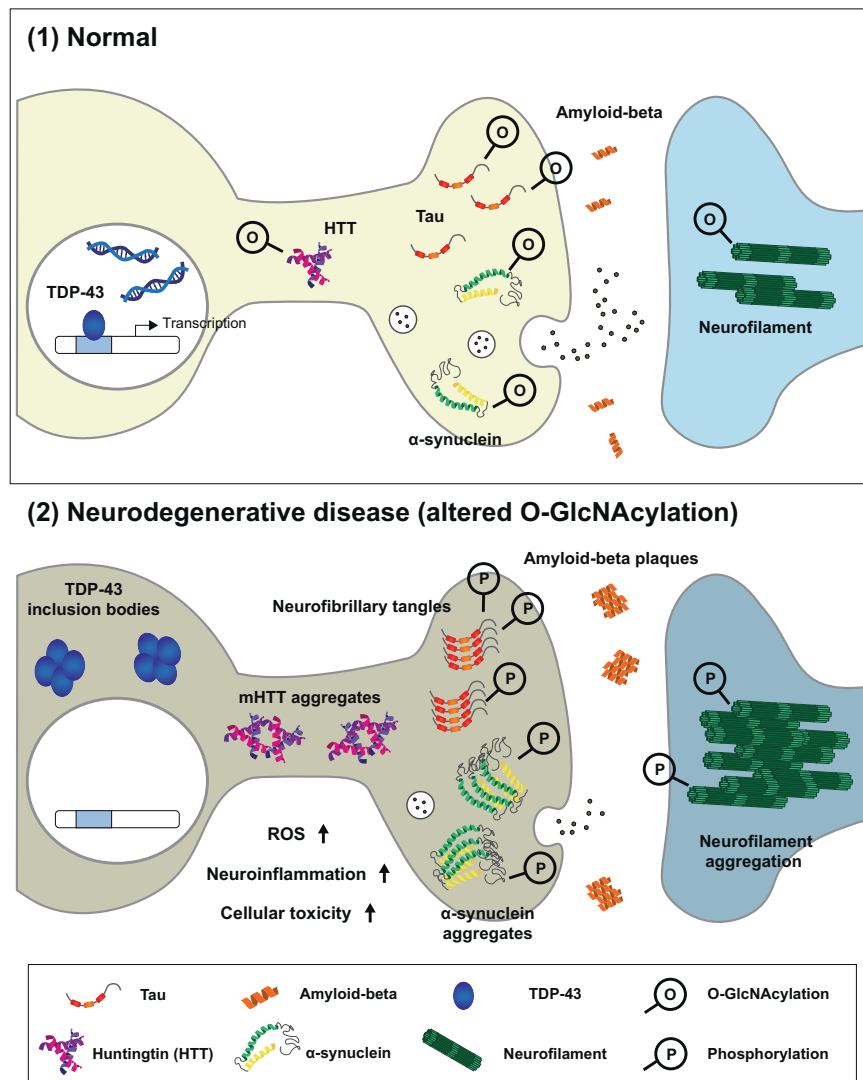 (1) Normal
Amyloid-beta
O
O
O
HTT
Tau
O
O
TDP-43
Transcription
Neurofilament
O
α-synuclein
(2) Neurodegenerative disease (altered O-GlcNAcylation)
Amyloid-beta plaques
TDP-43
inclusion bodies
P
Neurofibrillary tangles
P
mHTT aggregates
P
P
P
P
ROS
Neuroinflammation
Cellular toxicity
P
α-synuclein
aggregates
Neurofilament
aggregation
Tau
Amyloid-beta
TDP-43
O
O-GlcNAcylation
Huntingtin (HTT)
α-synuclein
Neurofilament
P
Phosphorylation